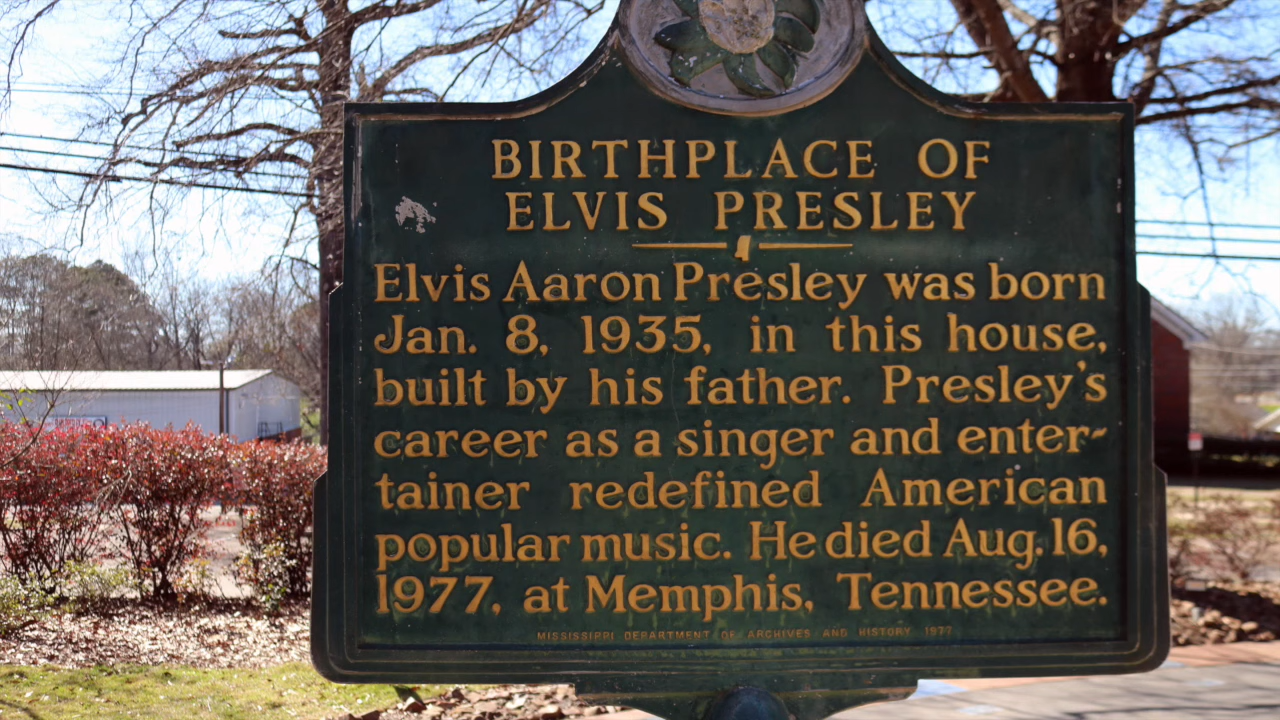 BIRTHPLACE OF
ELVIS PRESLEY
Elvis Aaron Presley was born
Jan. 8, 1935, in this house,
built by his father. Presley's
career as a singer and enter-
tainer redefined American
popular music. He died Aug. 16,
1977, at Memphis, Tennessee.
MISSISSIPPI DEPARTMENT OF ARCHIVES AND HISTORY 1977